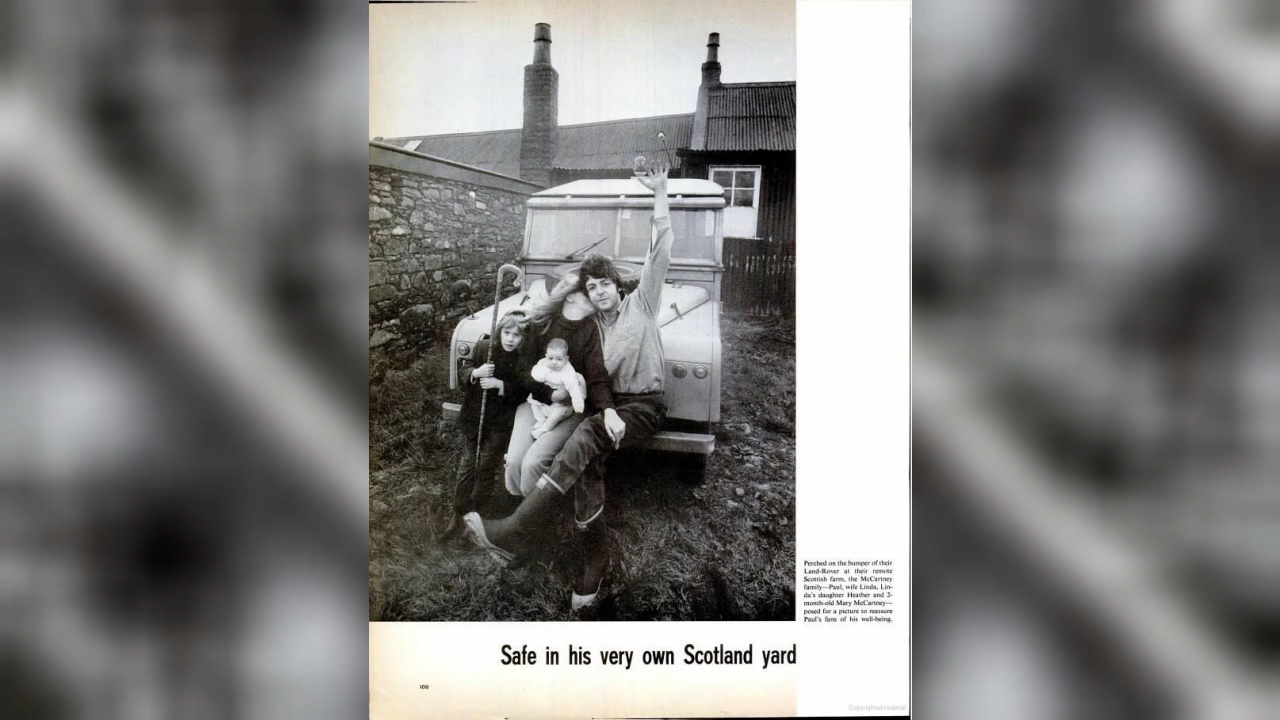 Perched on the bumper of their
Land-Rover at their remote
Scottish farm, the McCartney
family—Paul, wife Linda, Lin-
da's daughter Heather and 2-
month-old Mary McCartney—
posed for a picture to reassure
Paul's fans of his well-being.
Safe in his very own Scotland yard
106
Copyrighted material